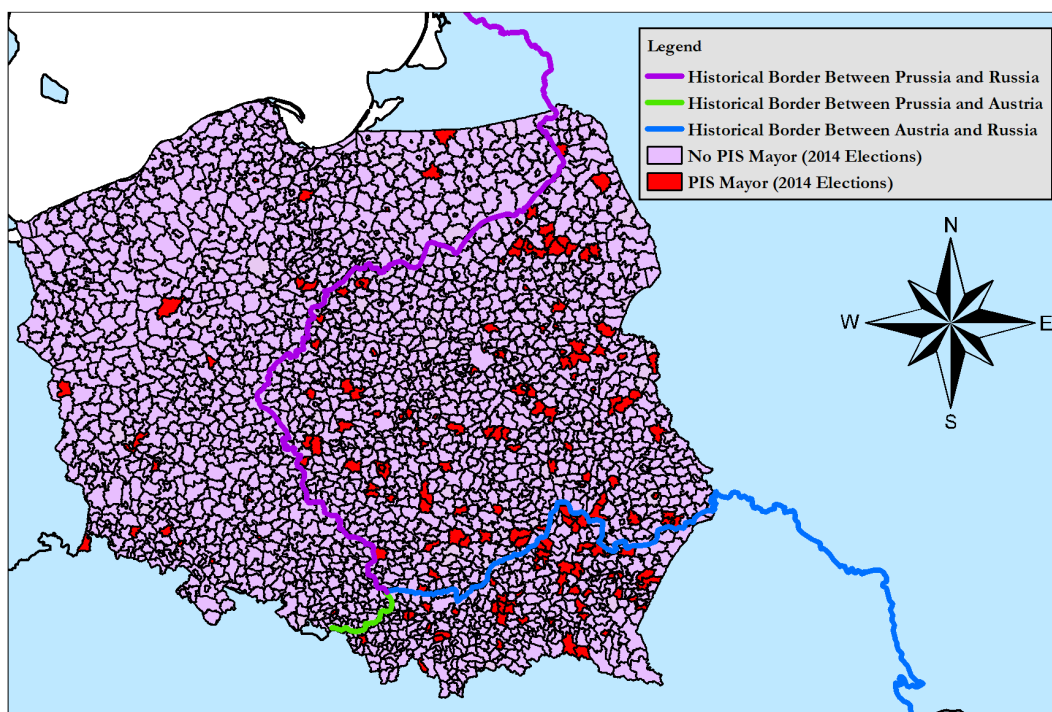 Legend
Historical Border Between Prussia and Russia
Historical Border Between Prussia and Austria
Historical Border Between Austria and Russia
No PIS Mayor (2014 Elections)
PIS Mayor (2014 Elections)
N
W
E
S